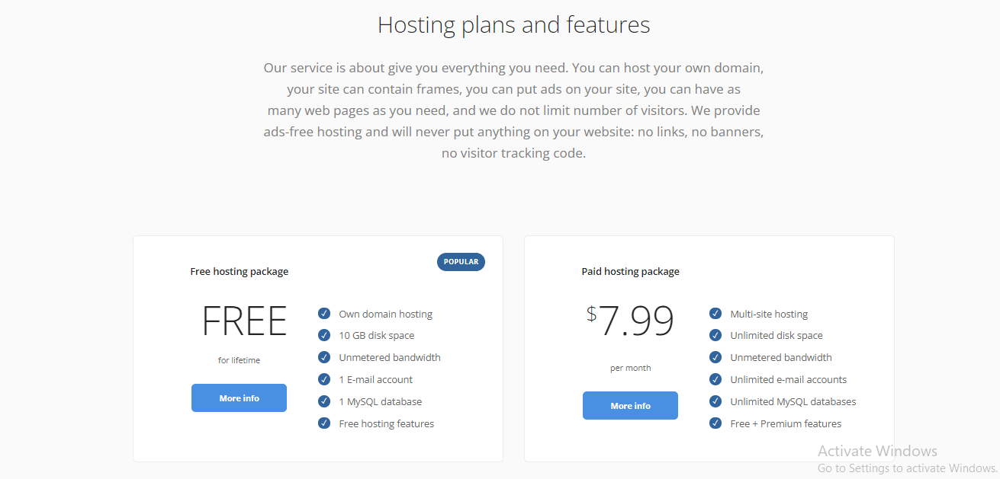 Hosting plans and features
Our service is about give you everything you need. You can host your own domain,
your site can contain frames, you can put ads on your site, you can have as
many web pages as you need, and we do not limit number of visitors. We provide
ads-free hosting and will never put anything on your website: no links, no banners,
no visitor tracking code.
POPULAR
Free hosting package
FREE
for lifetime
More info
Own domain hosting
10 GB disk space
Unmetered bandwidth
1 E-mail account
1 MySQL database
Free hosting features
Paid hosting package
$7.99
per month
More info
Multi-site hosting
Unlimited disk space
Unmetered bandwidth
Unlimited e-mail accounts
Unlimited MySQL databases
Free + Premium features
Activate Windows
Go to Settings to activate Windows.